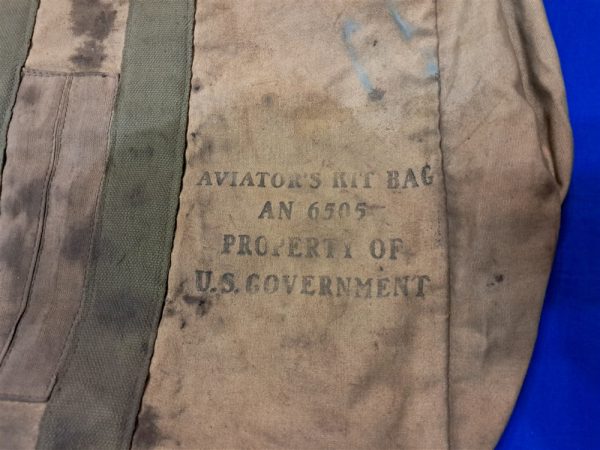 AVIATOR'S KIT BAG
AN 6505
PROPERTY OF
U.S. GOVERNMENT